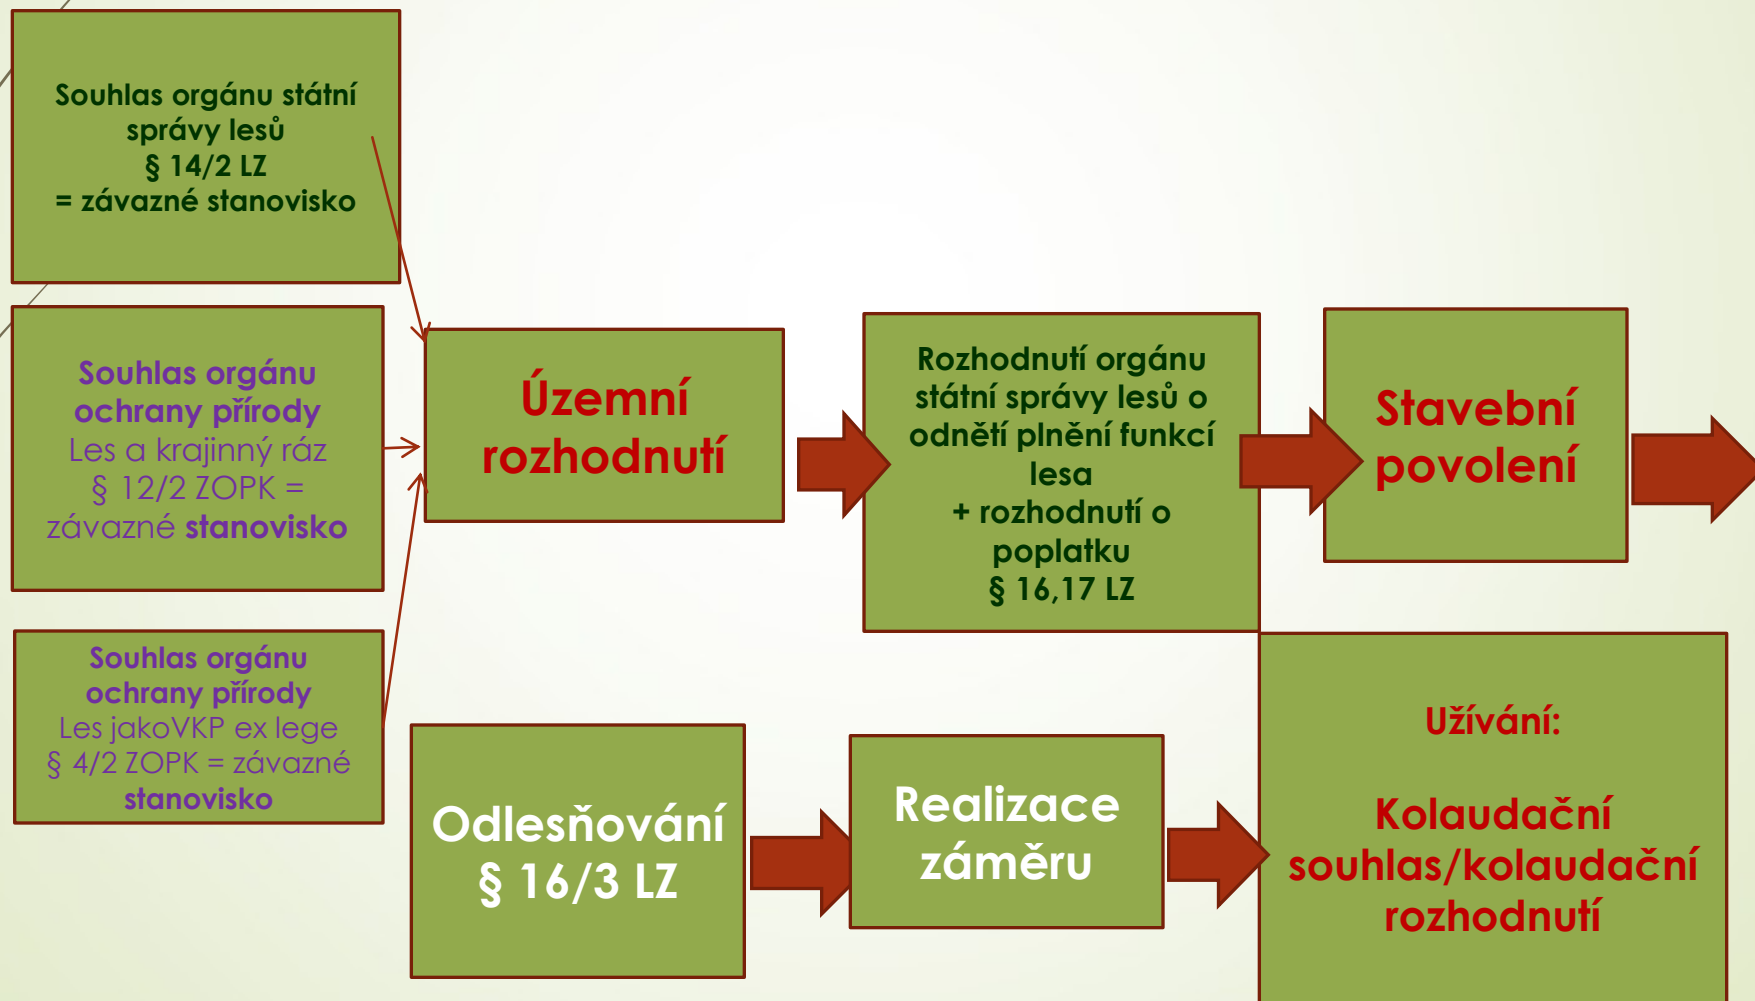 Souhlas orgánu státní
správy lesů
§ 14/2 LZ
= závazné stanovisko
Souhlas orgánu
ochrany přírody
Les a krajinný ráz
§ 12/2 ZOPK =
závazné stanovisko
Souhlas orgánu
ochrany přírody
Les jakoVKP ex lege
§ 4/2 ZOPK = závazné
stanovisko
Územní
rozhodnutí
Rozhodnutí orgánu
státní správy lesů o
odnětí plnění funkcí
lesa
+ rozhodnutí o
poplatku
§ 16,17 LZ
Stavební
povolení
Odlesňování
§ 16/3 LZ
Realizace
záměru
Užívání:
Kolaudační
souhlas/kolaudační
rozhodnutí